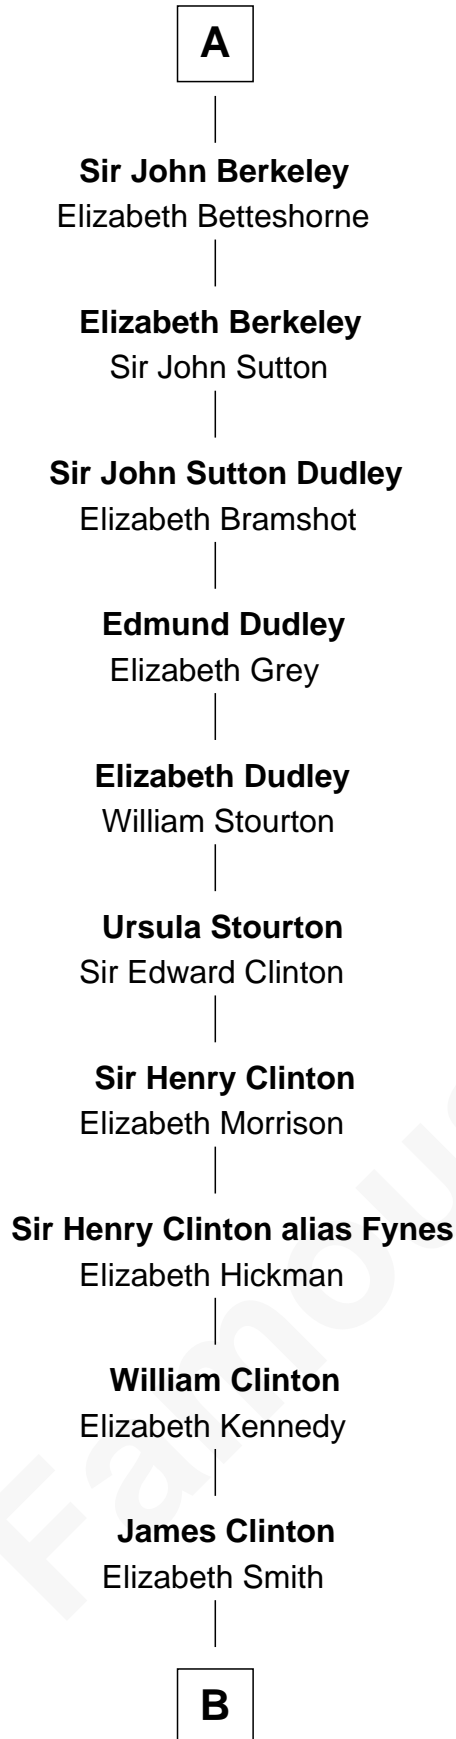 A
Sir John Berkeley
Elizabeth Betteshorne
Elizabeth Berkeley
Sir John Sutton
Sir John Sutton Dudley
Elizabeth Bramshot
Edmund Dudley
Elizabeth Grey
Elizabeth Dudley
William Stourton
Ursula Stourton
Sir Edward Clinton
Sir Henry Clinton
Elizabeth Morrison
Sir Henry Clinton alias Fynes
Elizabeth Hickman
William Clinton
Elizabeth Kennedy
James Clinton
Elizabeth Smith
B
Famous